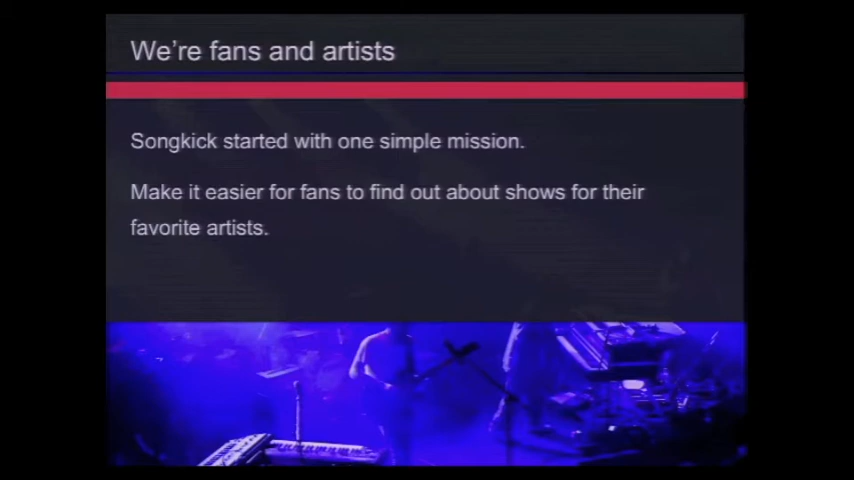 We're fans and artists
Songkick started with one simple mission.
Make it easier for fans to find out about shows for their
favorite artists.